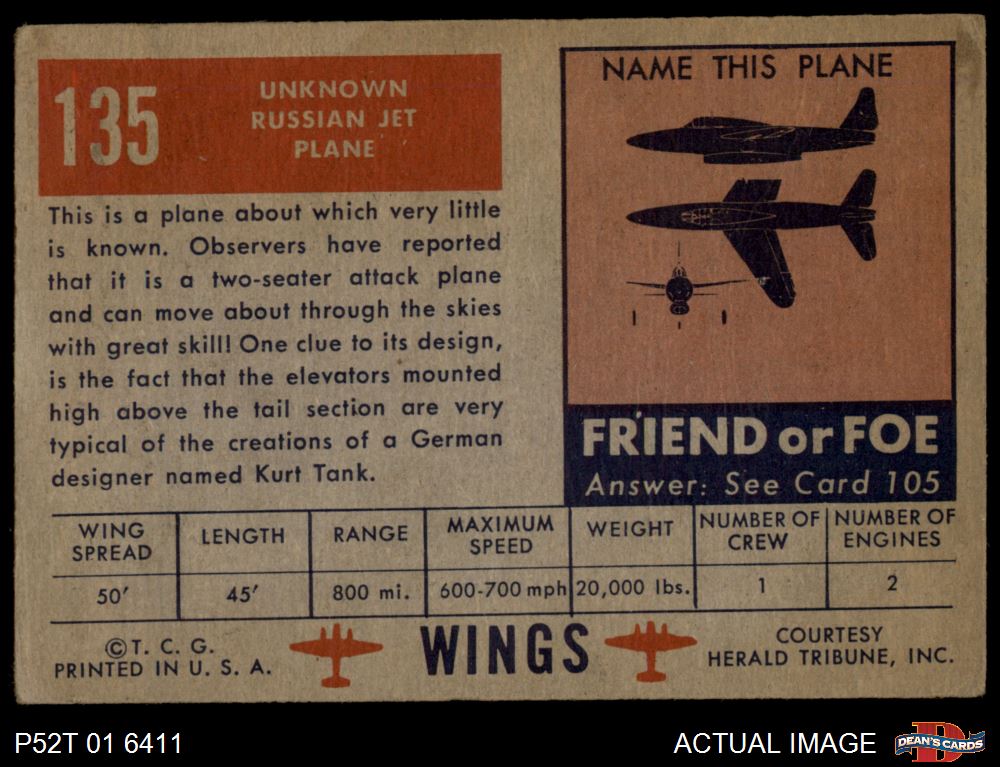 135
UNKNOWN
RUSSIAN JET
PLANE
This is a plane about which very little
is known. Observers have reported
that it is a two-seater attack plane
and can move about through the skies
with great skill! One clue to its design,
is the fact that the elevators mounted
high above the tail section are very
typical of the creations of a German
designer named Kurt Tank.
NAME THIS PLANE
FRIEND or FOE
Answer: See Card 105
WING SPREAD LENGTH RANGE MAXIMUM SPEED WEIGHT NUMBER OF CREW NUMBER OF ENGINES
50' 45' 800 mi. 600-700 mph 20,000 lbs. 1 2
©T. C. G.
PRINTED IN U. S. A.
WINGS
COURTESY
HERALD TRIBUNE, INC.
P52T 01 6411
ACTUAL IMAGE
D
DEAN'S CARDS